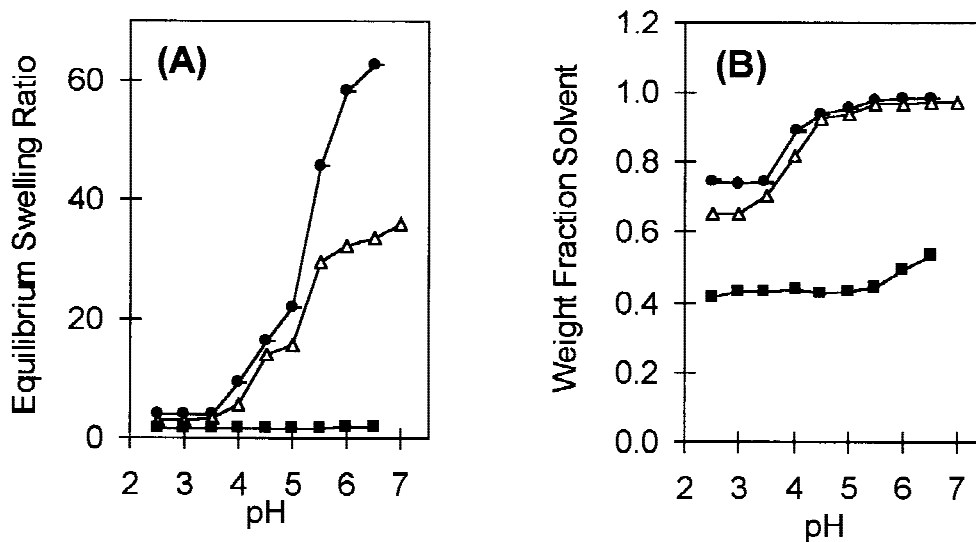 (A)
Equilibrium Swelling Ratio
60
40
20
0
2 3 4 5 6 7
pH
(B)
Weight Fraction Solvent
1.2
1.0
0.8
0.6
0.4
0.2
0.0
2 3 4 5 6 7
pH